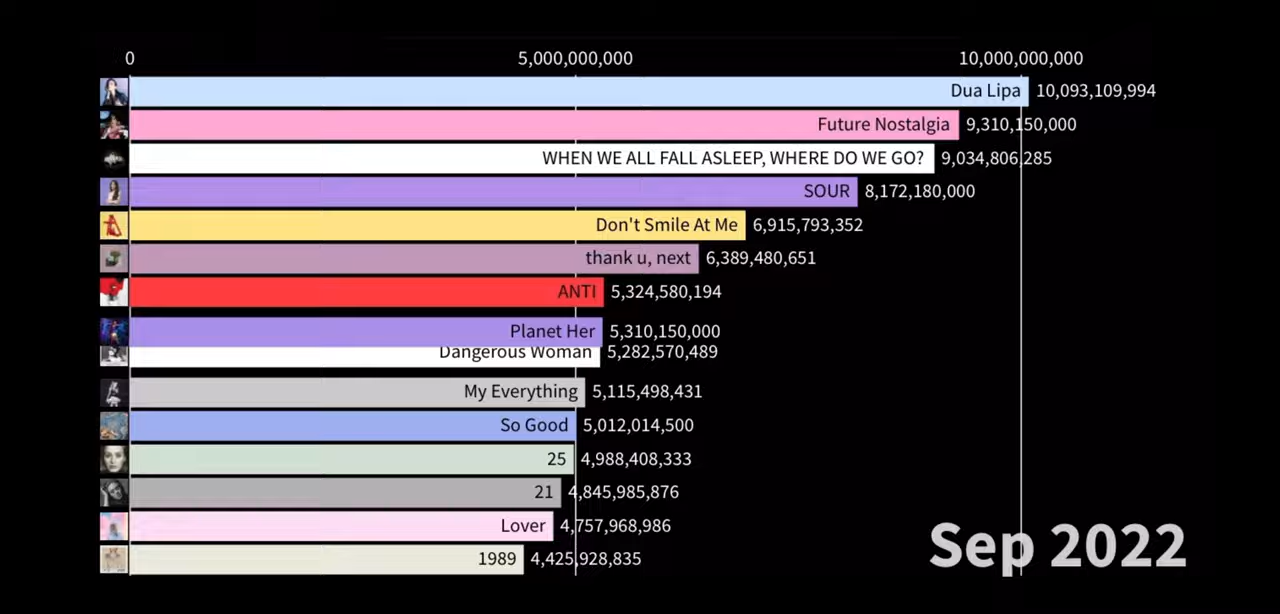 0 5,000,000,000 10,000,000,000
Dua Lipa 10,093,109,994
Future Nostalgia 9,310,150,000
WHEN WE ALL FALL ASLEEP, WHERE DO WE GO? 9,034,806,285
SOUR 8,172,180,000
Don't Smile At Me 6,915,793,352
thank u, next 6,389,480,651
ANTI 5,324,580,194
Planet Her 5,310,150,000
Dangerous Woman 5,282,570,489
My Everything 5,115,498,431
So Good 5,012,014,500
25 4,988,408,333
21 4,845,985,876
Lover 4,757,968,986
1989 4,425,928,835
Sep 2022